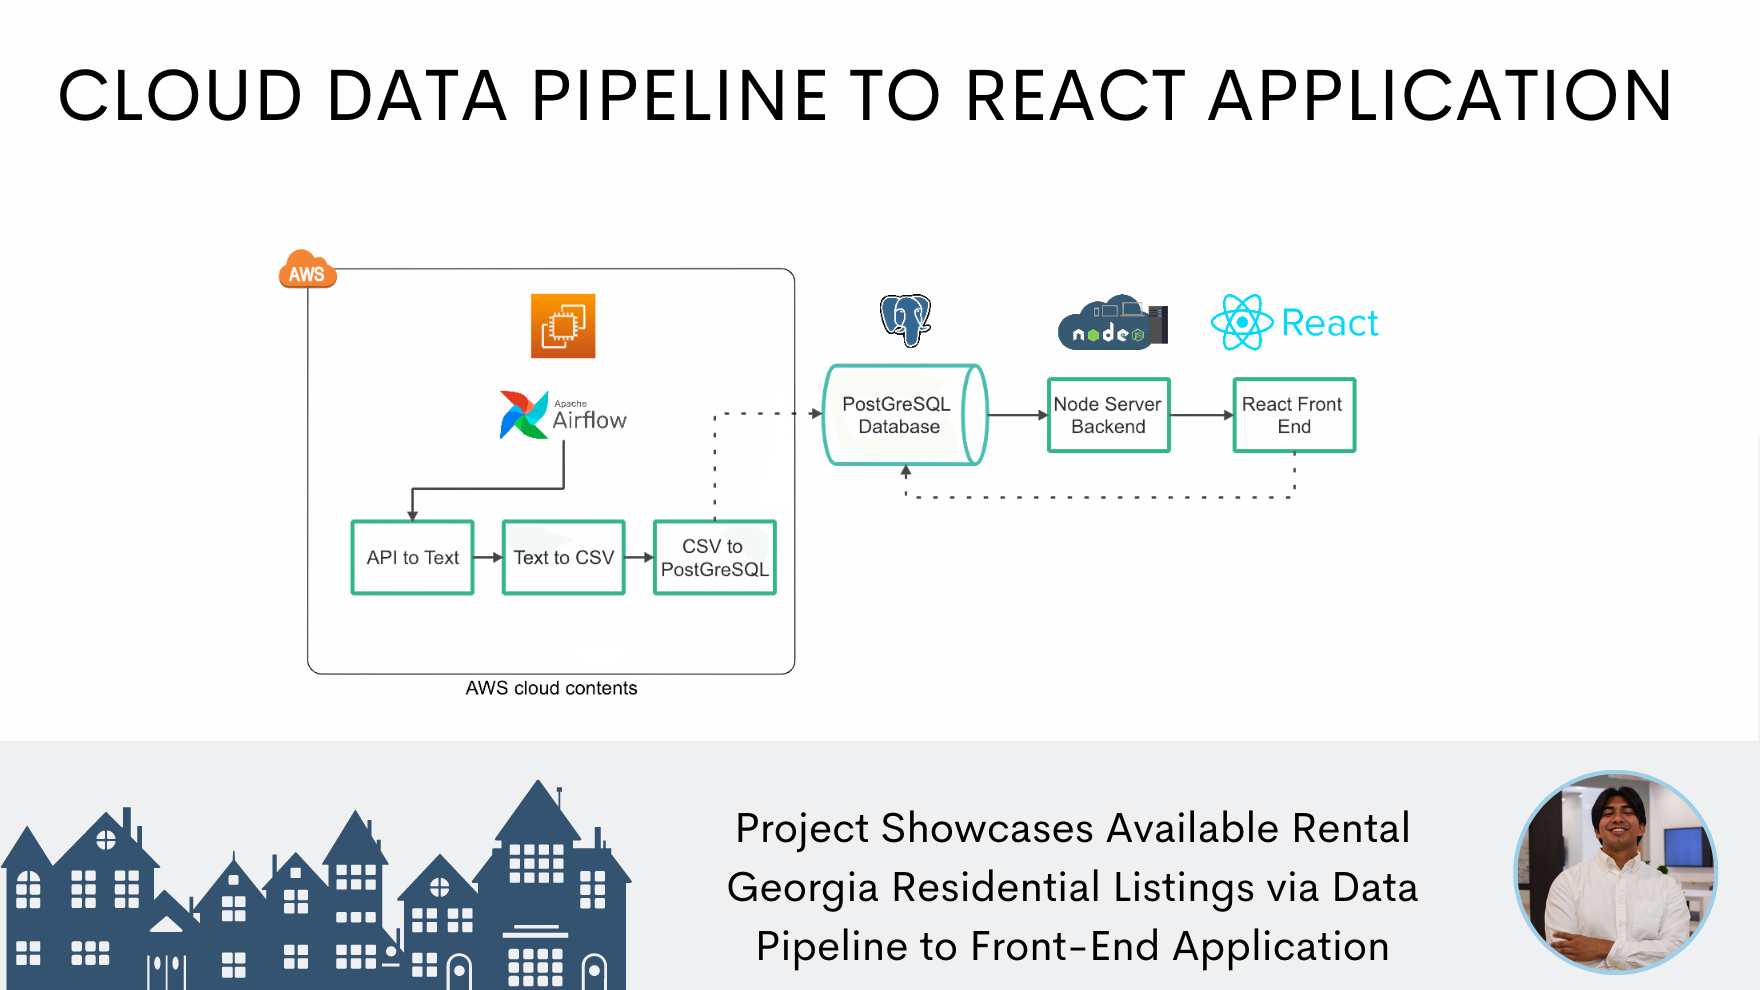 CLOUD DATA PIPELINE TO REACT APPLICATION
AWS
Apache
Airflow
API to Text
Text to CSV
CSV to
PostGreSQL
AWS cloud contents
PostGreSQL
Database
node
JS
Node Server
Backend
React
React Front
End
Project Showcases Available Rental
Georgia Residential Listings via Data
Pipeline to Front-End Application